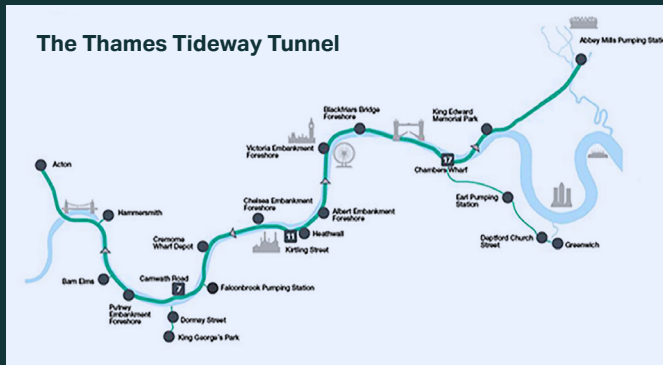 The Thames Tideway Tunnel
Abbey Mills Pumping Stati
Blackfriars Bridge
Foreshore
King Edward
Memorial Park
Victoria Embankment
Foreshore
17
Chambers Wharf
Acton
Chelsea Embankment
Foreshore
Albert Embankment
Foreshore
Earl Pumping
Station
Hammersmith
11
Heathwall
Kirtling Street
Cremorne
Wharf Depot
Deptford Church
Street
Greenwich
Barn Elms
Carnwath Road
7
Falconbrook Pumping Station
Putney
Embankment
Foreshore
Dormay Street
King George's Park